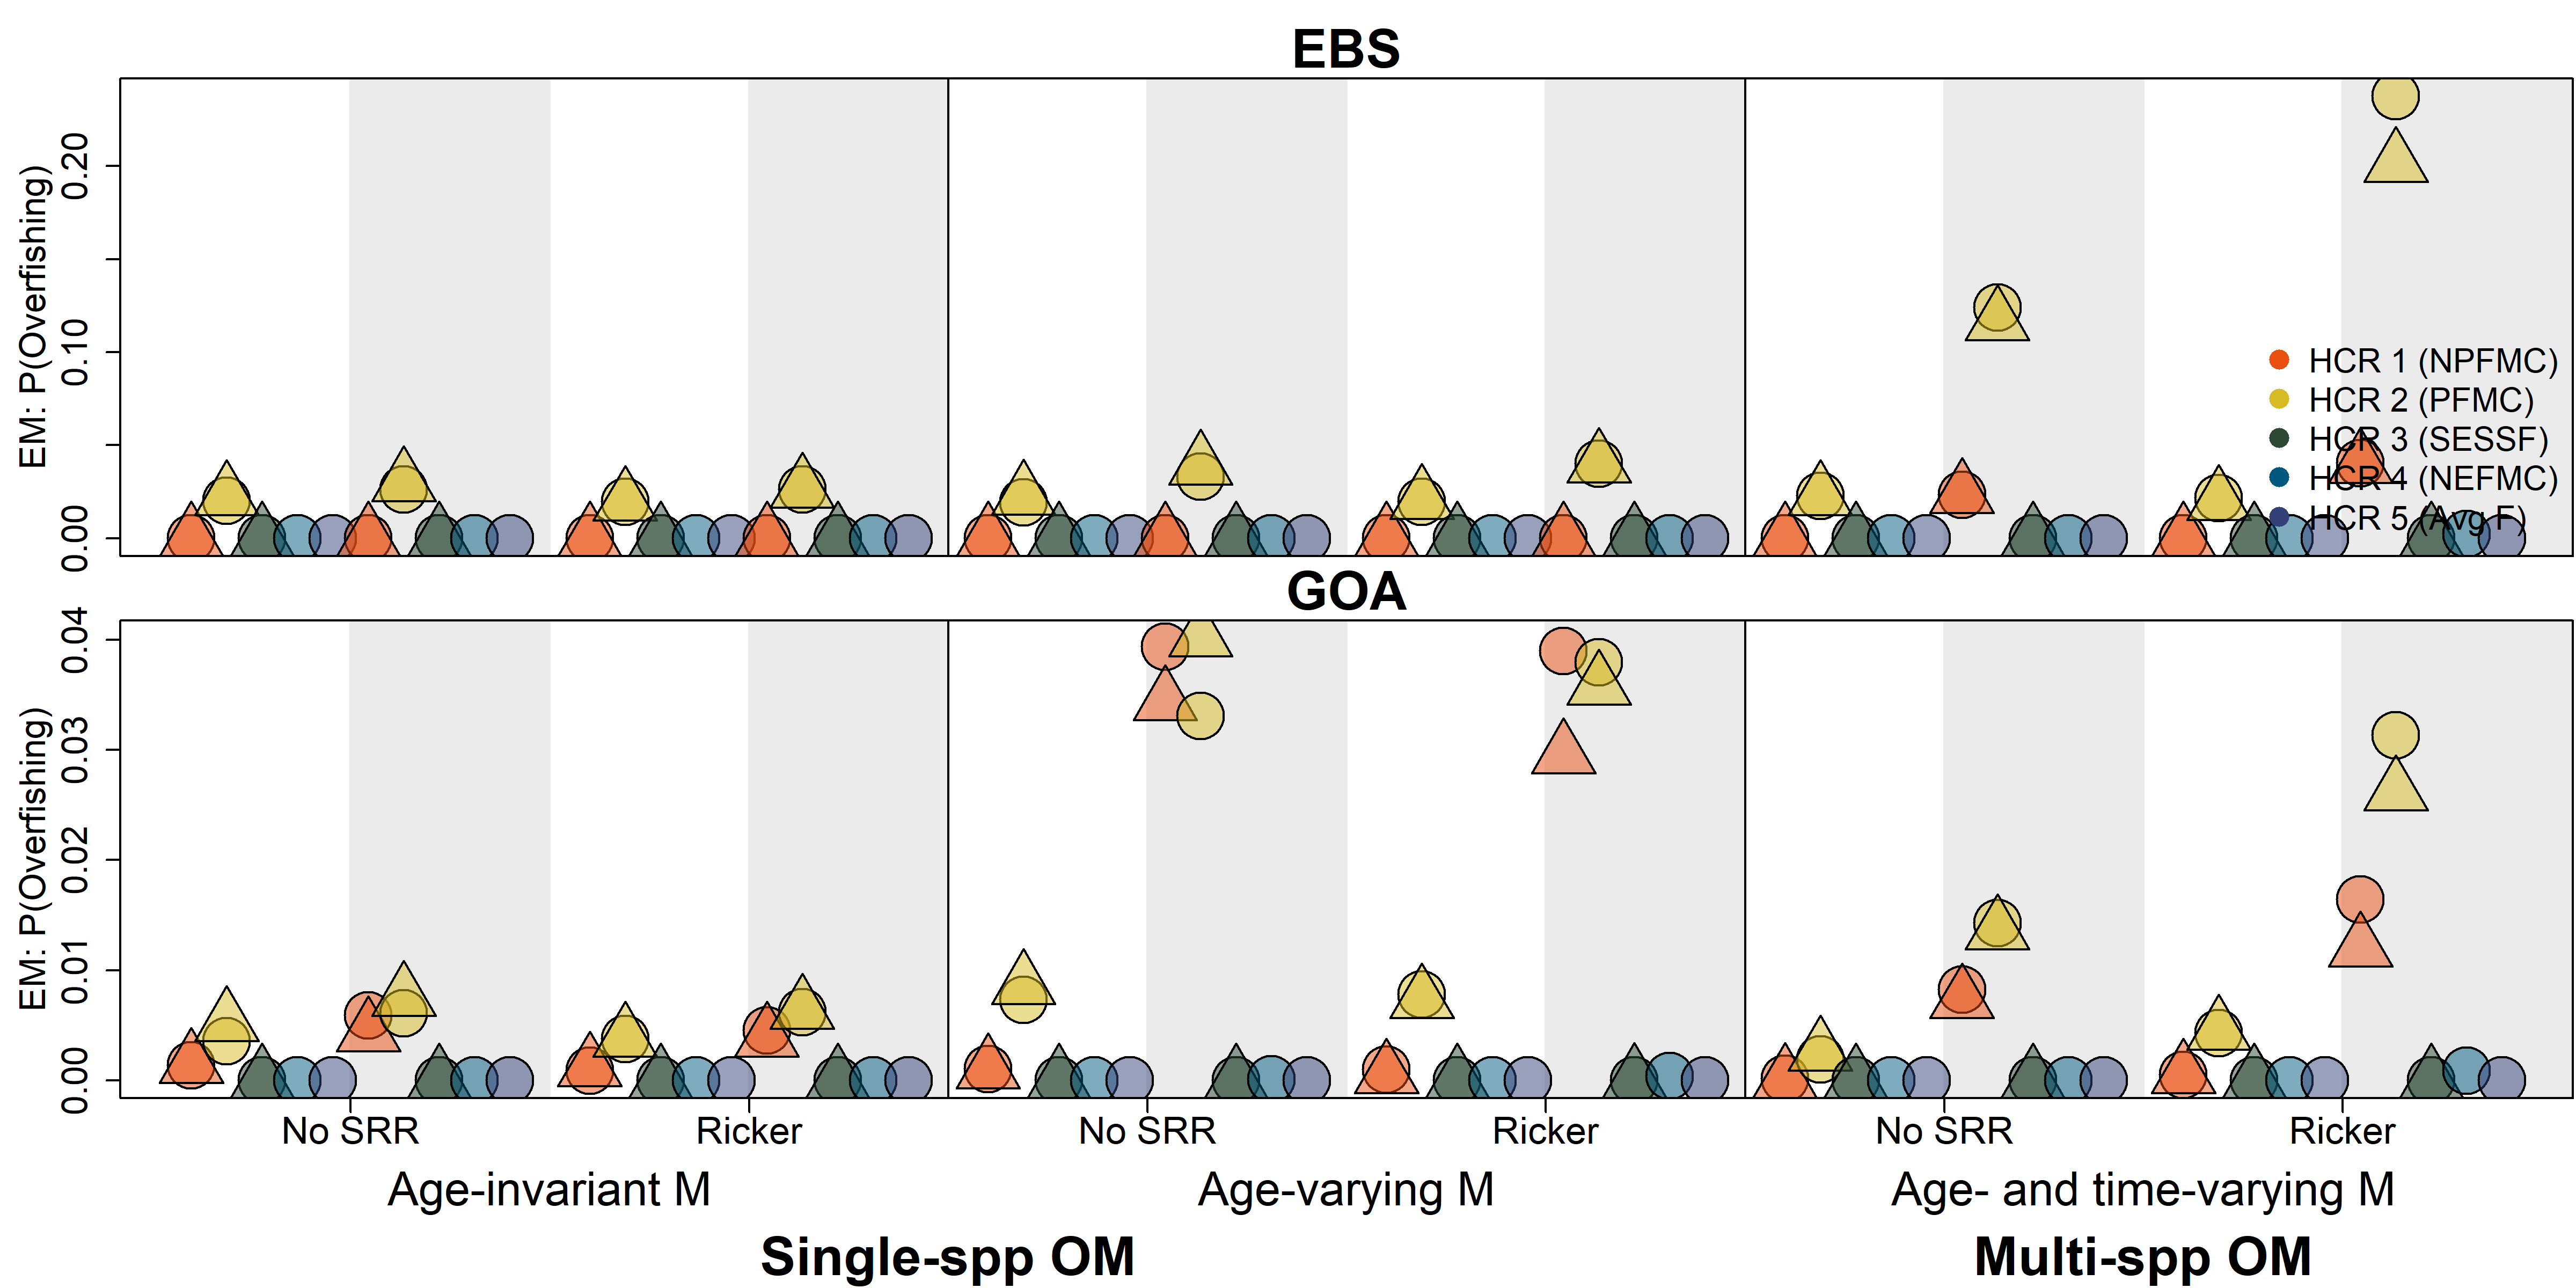 EBS
EM: P(Overfishing)
0.20
0.10
0.00
HCR 1 (NPFMC)
HCR 2 (PFMC)
HCR 3 (SESSF)
HCR 4 (NEFMC)
HCR 5 (Avg F)
GOA
EM: P(Overfishing)
0.04
0.03
0.02
0.01
0.00
No SRR Ricker No SRR Ricker No SRR Ricker
Age-invariant M Age-varying M Age- and time-varying M
Single-spp OM Multi-spp OM